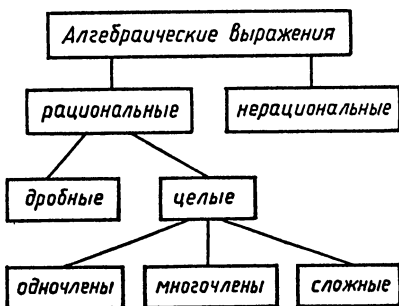 Алгебраические выражения
рациональные нерациональные
дробные целые
одночлены многочлены сложные